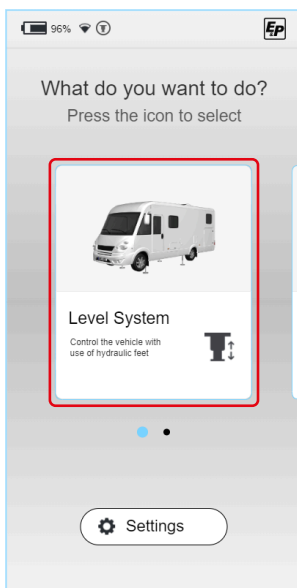 96%
EP
What do you want to do?
Press the icon to select
Level System
Control the vehicle with
use of hydraulic feet
Settings